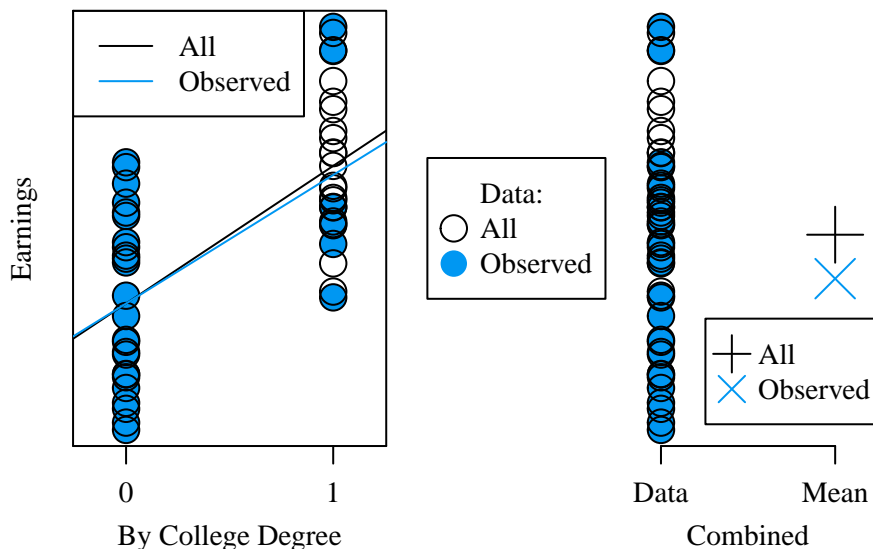 All
Observed
Earnings
0
1
By College Degree
Data:
All
Observed
All
Observed
Data
Mean
Combined